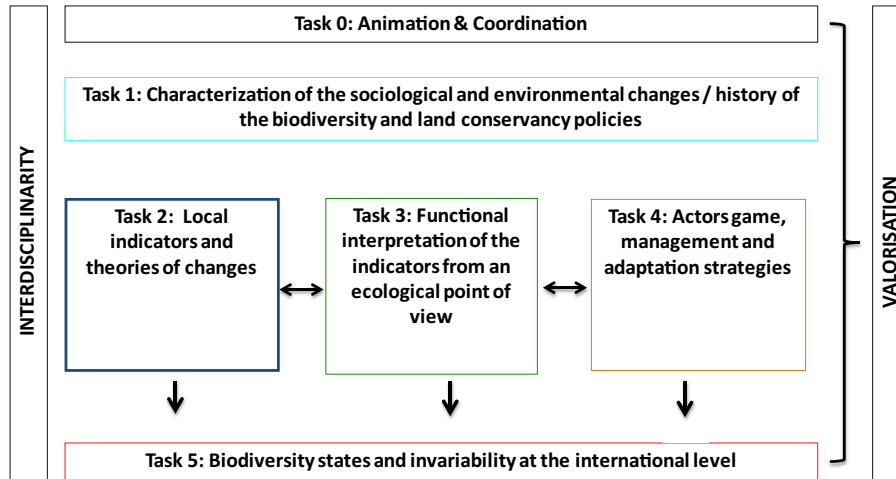 Task 0: Animation & Coordination
Task 1: Characterization of the sociological and environmental changes / history of
the biodiversity and land conservancy policies
INTERDISCIPLINARITY
Task 2: Local
indicators and
theories of changes
Task 3: Functional
interpretation of the
indicators from an
ecological point of
view
Task 4: Actors game,
management and
adaptation strategies
VALORISATION
Task 5: Biodiversity states and invariability at the international level